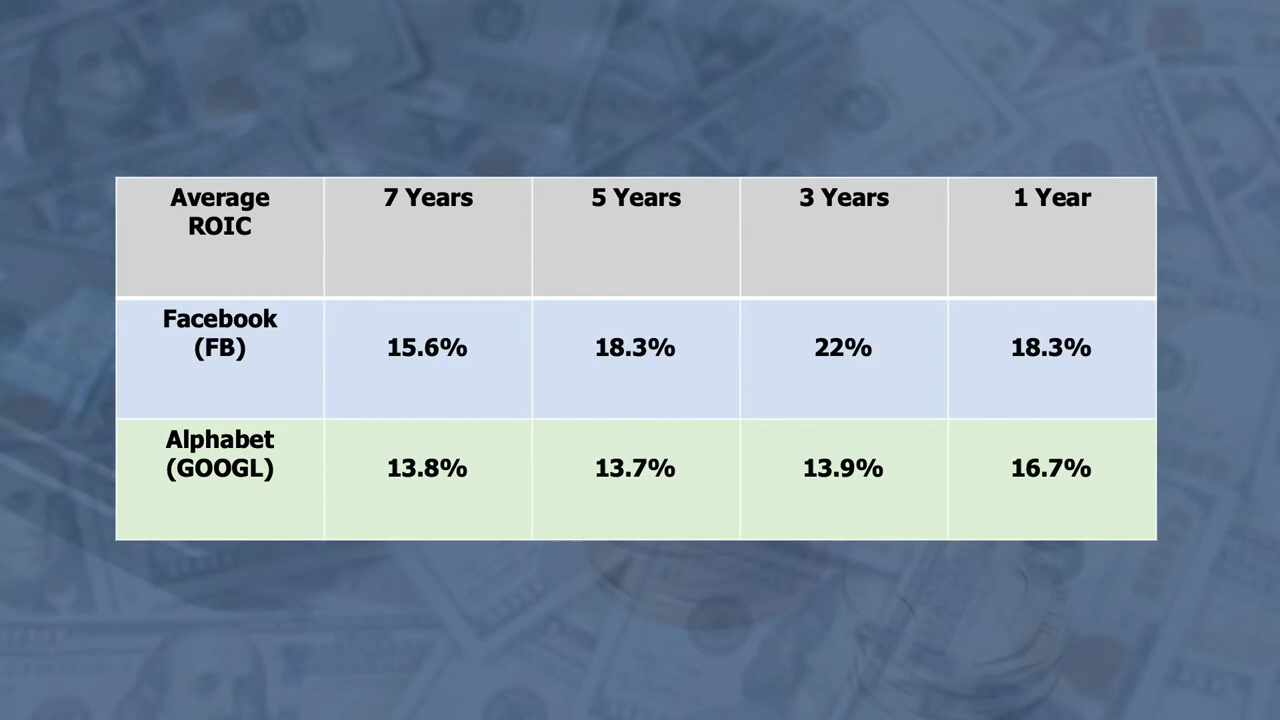 Average
ROIC
7 Years
5 Years
3 Years
1 Year
Facebook
(FB)
15.6%
18.3%
22%
18.3%
Alphabet
(GOOGL)
13.8%
13.7%
13.9%
16.7%